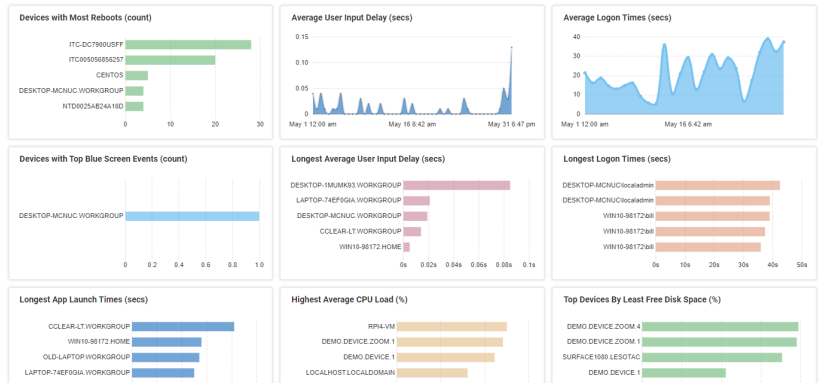 Devices with Most Reboots (count)
ITC-DC7900USFF
ITC005056856257
CENTOS
DESKTOP-MCNUC.WORKGROUP
NTD0025AB24A16D
0 10 20 30
Average User Input Delay (secs)
0.15
0.10
0.05
0
May 1 12:00 am May 16 6:42 am May 31 6:47 pm
Average Logon Times (secs)
40
30
20
10
0
May 1 12:00 am May 16 6:42 am
Devices with Top Blue Screen Events (count)
DESKTOP-MCNUC.WORKGROUP
0 0.2 0.4 0.6 0.8 1.0
Longest Average User Input Delay (secs)
DESKTOP-1MUMK93.WORKGROUP
LAPTOP-74EF0GIA.WORKGROUP
DESKTOP-MCNUC.WORKGROUP
CCLEAR-LT.WORKGROUP
WIN10-98172.HOME
0s 0.02s 0.04s 0.06s 0.08s 0.1s
Longest Logon Times (secs)
DESKTOP-MCNUC\localadmin
DESKTOP-MCNUC\localadmin
WIN10-98172\bill
WIN10-98172\bill
WIN10-98172\bill
0s 10s 20s 30s 40s 50s
Longest App Launch Times (secs)
CCLEAR-LT.WORKGROUP
WIN10-98172.HOME
OLD-LAPTOP.WORKGROUP
LAPTOP-74EF0GIA.WORKGROUP
Highest Average CPU Load (%)
RPI4-VM
DEMO.DEVICE.ZOOM.1
DEMO.DEVICE.1
LOCALHOST.LOCALDOMAIN
Top Devices By Least Free Disk Space (%)
DEMO.DEVICE.ZOOM.4
DEMO.DEVICE.ZOOM.1
SURFACE1080.LESOTAC
DEMO.DEVICE.1